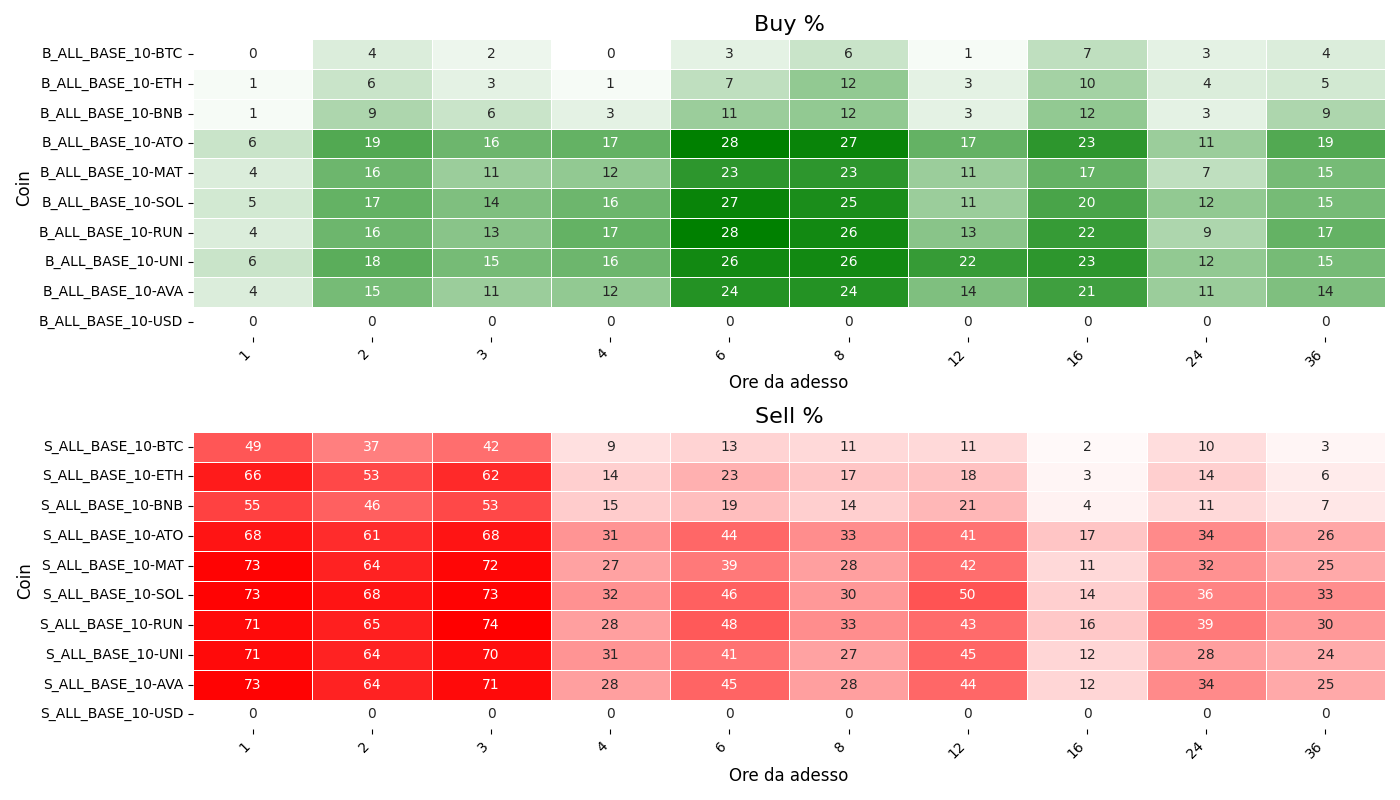 Buy %
Coin
B_ALL_BASE_10-BTC 0 4 2 0 3 6 1 7 3 4
B_ALL_BASE_10-ETH 1 6 3 1 7 12 3 10 4 5
B_ALL_BASE_10-BNB 1 9 6 3 11 12 3 12 3 9
B_ALL_BASE_10-ATO 6 19 16 17 28 27 17 23 11 19
B_ALL_BASE_10-MAT 4 16 11 12 23 23 11 17 7 15
B_ALL_BASE_10-SOL 5 17 14 16 27 25 11 20 12 15
B_ALL_BASE_10-RUN 4 16 13 17 28 26 13 22 9 17
B_ALL_BASE_10-UNI 6 18 15 16 26 26 22 23 12 15
B_ALL_BASE_10-AVA 4 15 11 12 24 24 14 21 11 14
B_ALL_BASE_10-USD 0 0 0 0 0 0 0 0 0 0
1 2 3 4 6 8 12 16 24 36
Ore da adesso
Sell %
Coin
S_ALL_BASE_10-BTC 49 37 42 9 13 11 11 2 10 3
S_ALL_BASE_10-ETH 66 53 62 14 23 17 18 3 14 6
S_ALL_BASE_10-BNB 55 46 53 15 19 14 21 4 11 7
S_ALL_BASE_10-ATO 68 61 68 31 44 33 41 17 34 26
S_ALL_BASE_10-MAT 73 64 72 27 39 28 42 11 32 25
S_ALL_BASE_10-SOL 73 68 73 32 46 30 50 14 36 33
S_ALL_BASE_10-RUN 71 65 74 28 48 33 43 16 39 30
S_ALL_BASE_10-UNI 71 64 70 31 41 27 45 12 28 24
S_ALL_BASE_10-AVA 73 64 71 28 45 28 44 12 34 25
S_ALL_BASE_10-USD 0 0 0 0 0 0 0 0 0 0
1 2 3 4 6 8 12 16 24 36
Ore da adesso